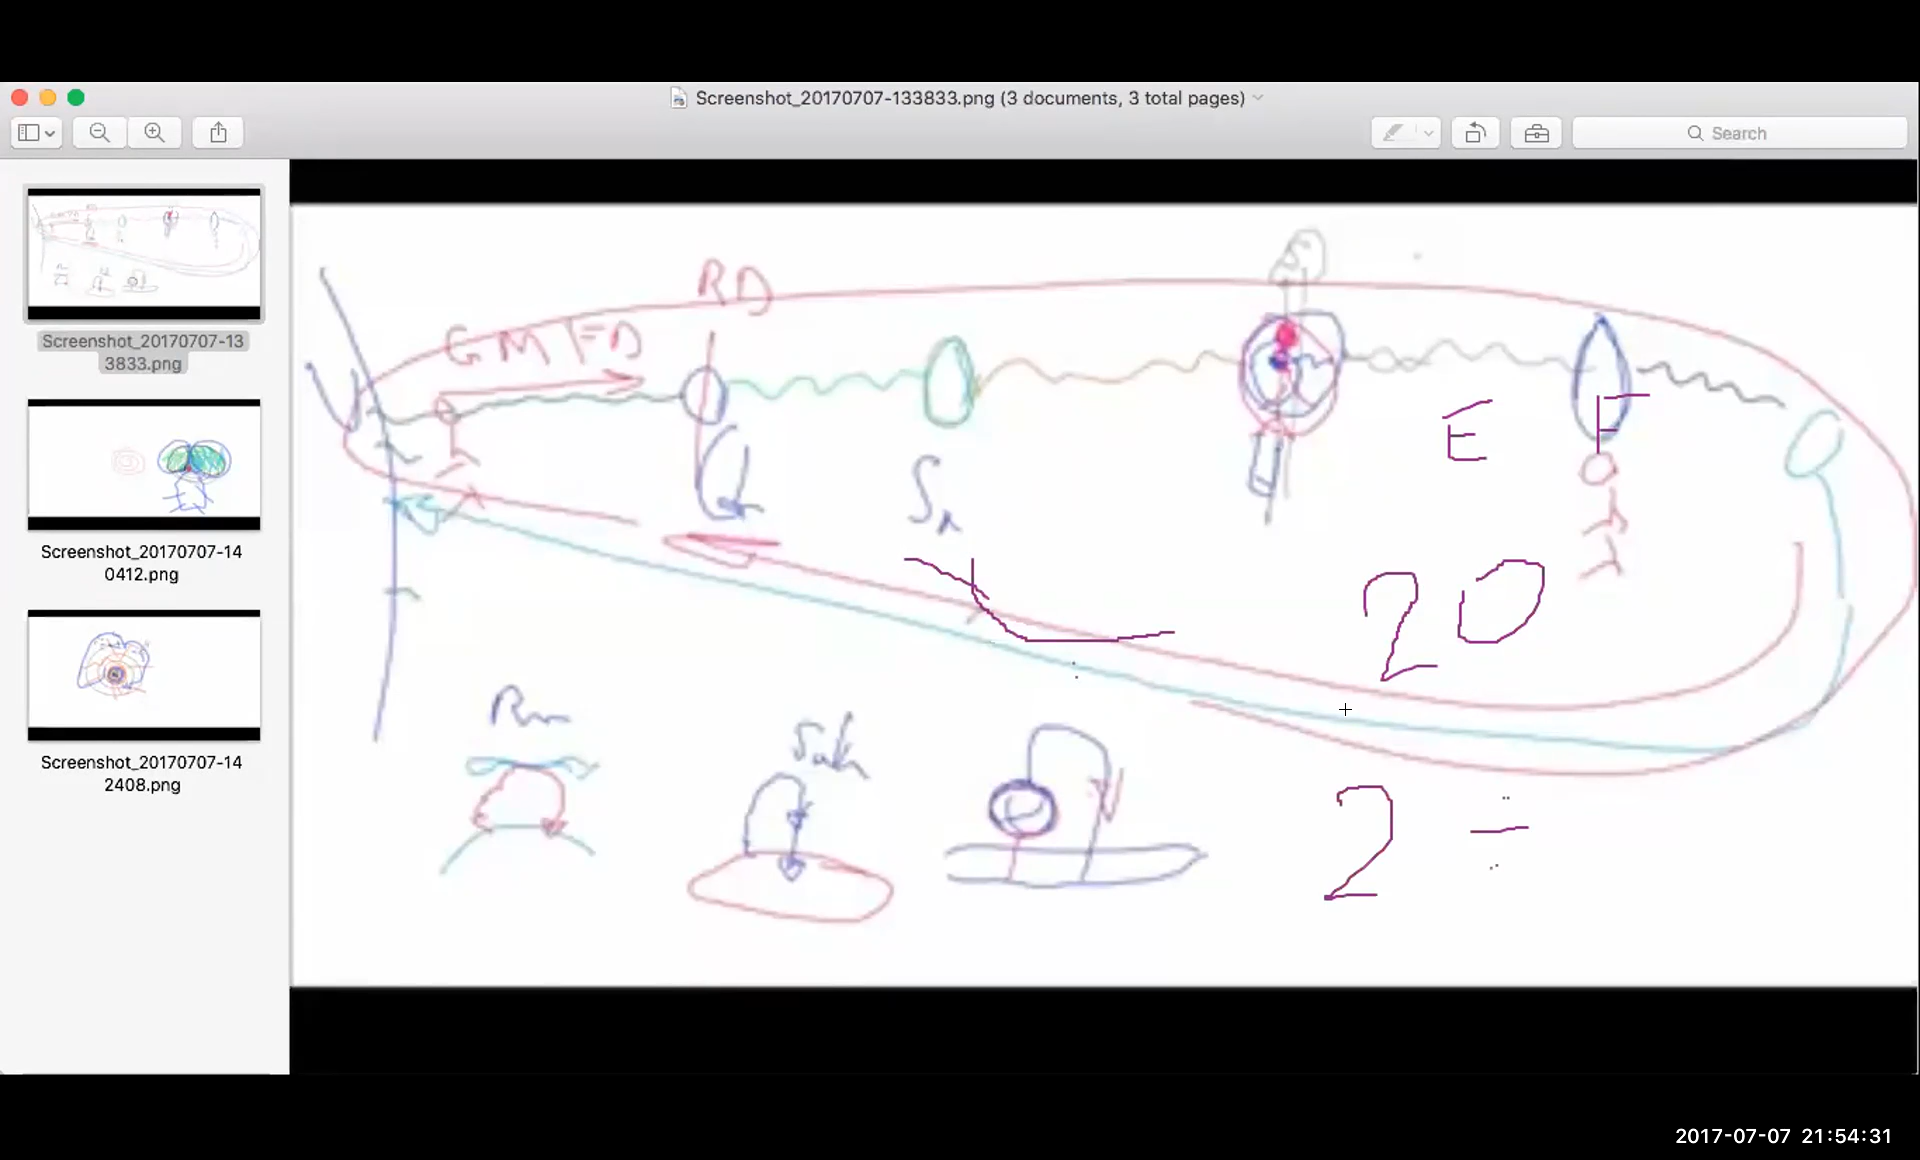 Screenshot_20170707-133833.png (3 documents, 3 total pages)
Search
Screenshot_20170707-13
3833.png
Screenshot_20170707-14
0412.png
Screenshot_20170707-14
2408.png
RD
GMFD
E F
20
2 =
2017-07-07 21:54:31